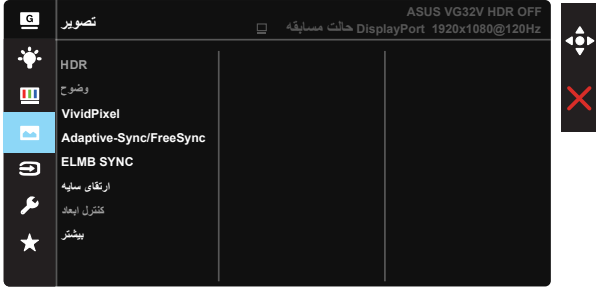 G
تصویر
ASUS VG32V HDR OFF
DisplayPort 1920x1080@120Hz حالت مسابقه
HDR
وضوح
VividPixel
Adaptive-Sync/FreeSync
ELMB SYNC
ارتقای سایه
کنترل ابعاد
بیشتر